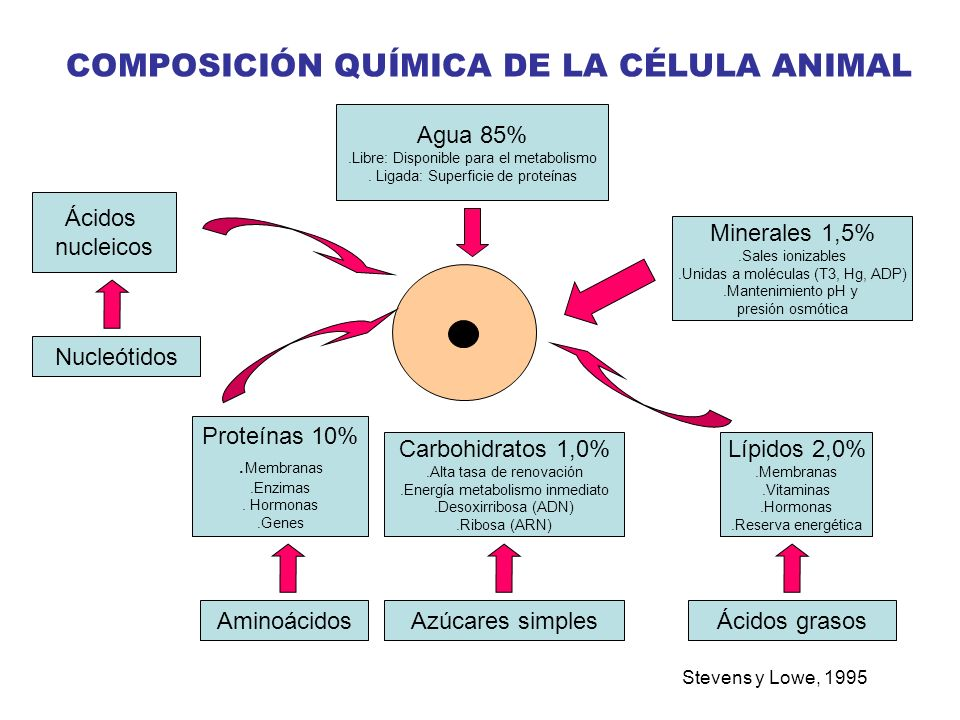 COMPOSICIÓN QUÍMICA DE LA CÉLULA ANIMAL
Agua 85%
.Libre: Disponible para el metabolismo
. Ligada: Superficie de proteínas
Ácidos
nucleicos
Nucleótidos
Minerales 1,5%
.Sales ionizables
.Unidas a moléculas (T3, Hg, ADP)
.Mantenimiento pH y
presión osmótica
Proteínas 10%
.Membranas
.Enzimas
. Hormonas
.Genes
Carbohidratos 1,0%
.Alta tasa de renovación
.Energía metabolismo inmediato
.Desoxirribosa (ADN)
.Ribosa (ARN)
Lípidos 2,0%
.Membranas
.Vitaminas
.Hormonas
.Reserva energética
Aminoácidos
Azúcares simples
Ácidos grasos
Stevens y Lowe, 1995